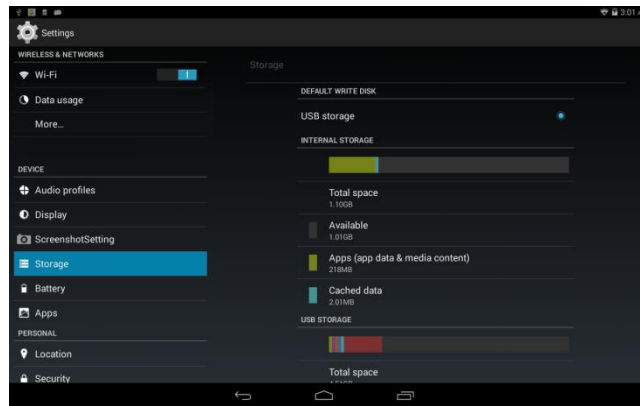 3:01
Settings
WIRELESS & NETWORKS
Wi-Fi
Data usage
More...
DEVICE
Audio profiles
Display
ScreenshotSetting
Storage
Battery
Apps
PERSONAL
Location
Security
Storage
DEFAULT WRITE DISK
USB storage
INTERNAL STORAGE
Total space
1.10GB
Available
1.01GB
Apps (app data & media content)
218MB
Cached data
2.01MB
USB STORAGE
Total space